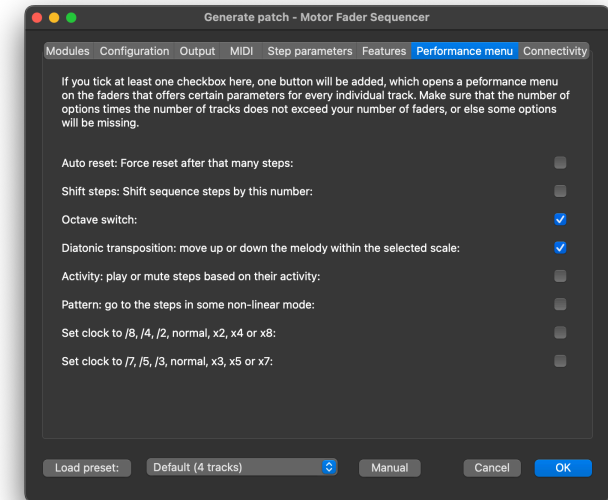 Generate patch - Motor Fader Sequencer
Modules Configuration Output MIDI Step parameters Features Performance menu Connectivity
If you tick at least one checkbox here, one button will be added, which opens a peformance menu
on the faders that offers certain parameters for every individual track. Make sure that the number of
options times the number of tracks does not exceed your number of faders, or else some options
will be missing.
Auto reset: Force reset after that many steps:
Shift steps: Shift sequence steps by this number:
Octave switch:
Diatonic transposition: move up or down the melody within the selected scale:
Activity: play or mute steps based on their activity:
Pattern: go to the steps in some non-linear mode:
Set clock to /8, /4, /2, normal, x2, x4 or x8:
Set clock to /7, /5, /3, normal, x3, x5 or x7:
Load preset: Default (4 tracks) Manual Cancel OK